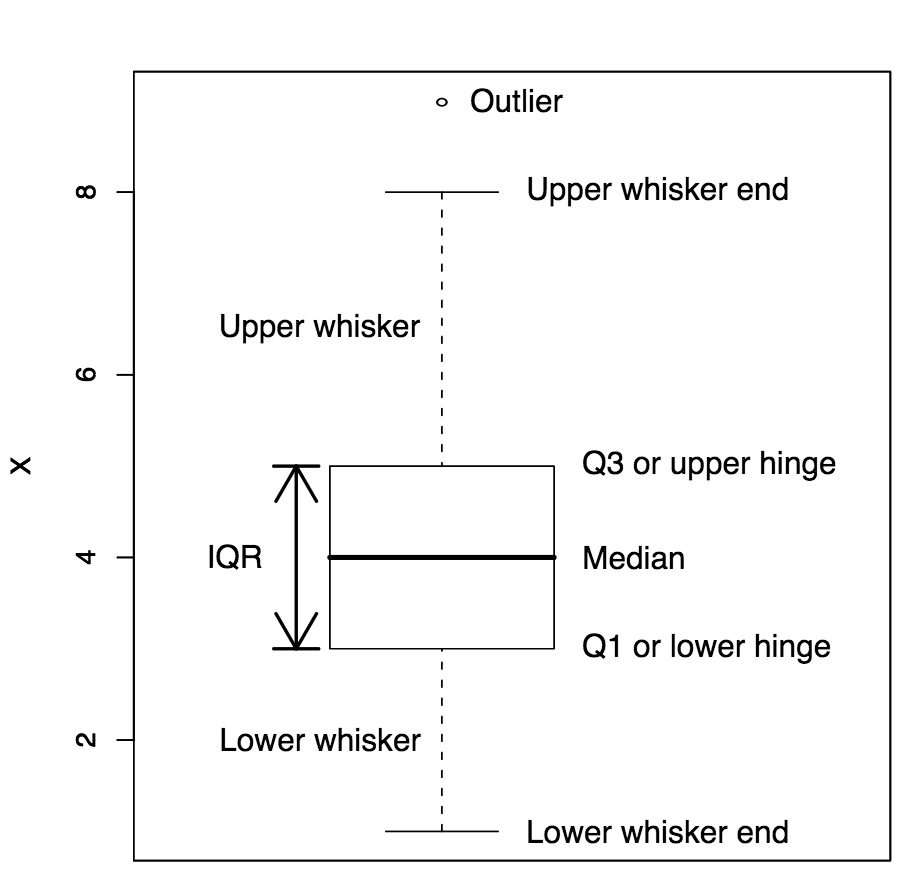 Outlier
8
Upper whisker end
Upper whisker
6
X
Q3 or upper hinge
IQR
4
Median
Q1 or lower hinge
2
Lower whisker
Lower whisker end